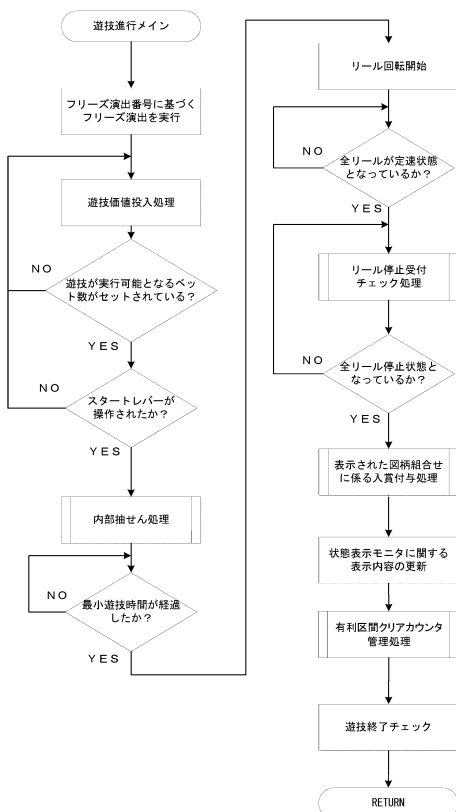 遊技進行メイン
フリーズ演出番号に基づく
フリーズ演出を実行
遊技価値投入処理
NO
遊技が実行可能となるベッ
ト数がセットされている？
YES
NO
スタートレバーが
操作されたか？
YES
内部抽せん処理
NO
最小遊技時間が経過
したか？
YES
リール回転開始
NO
全リールが定速状態
となっているか？
YES
リール停止受付
チェック処理
NO
全リール停止状態と
なっているか？
YES
表示された図柄組合せ
に係る入賞付与処理
状態表示モニタに関する
表示内容の更新
有利区間クリアカウンタ
管理処理
遊技終了チェック
RETURN